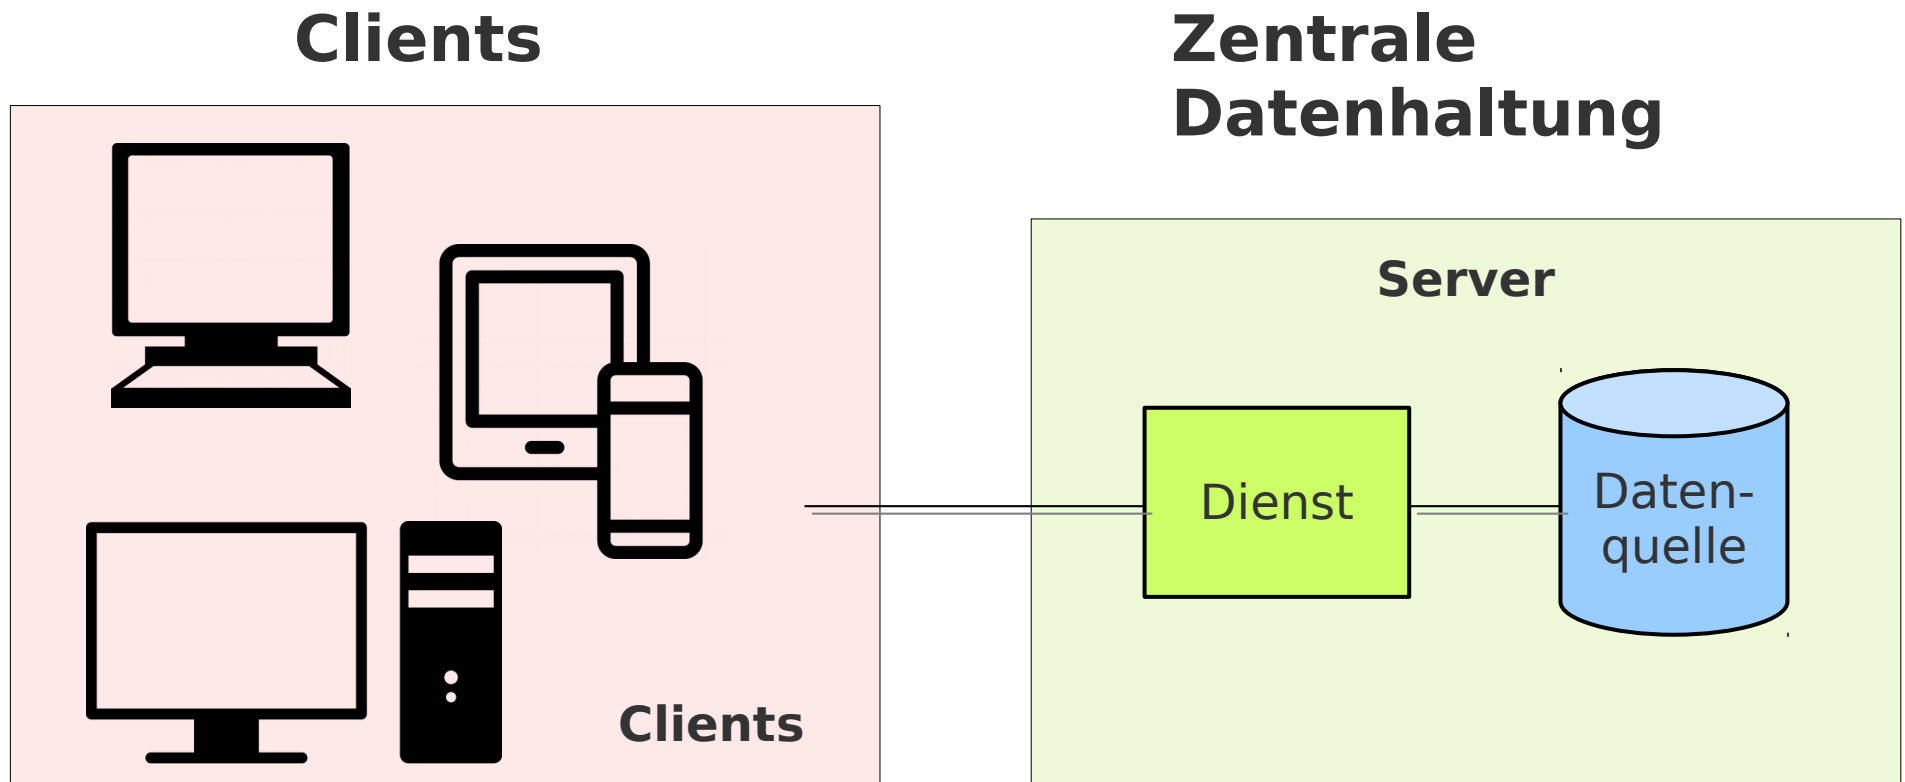 Clients
Zentrale
Datenhaltung
Server
Dienst
Daten-
quelle
Clients